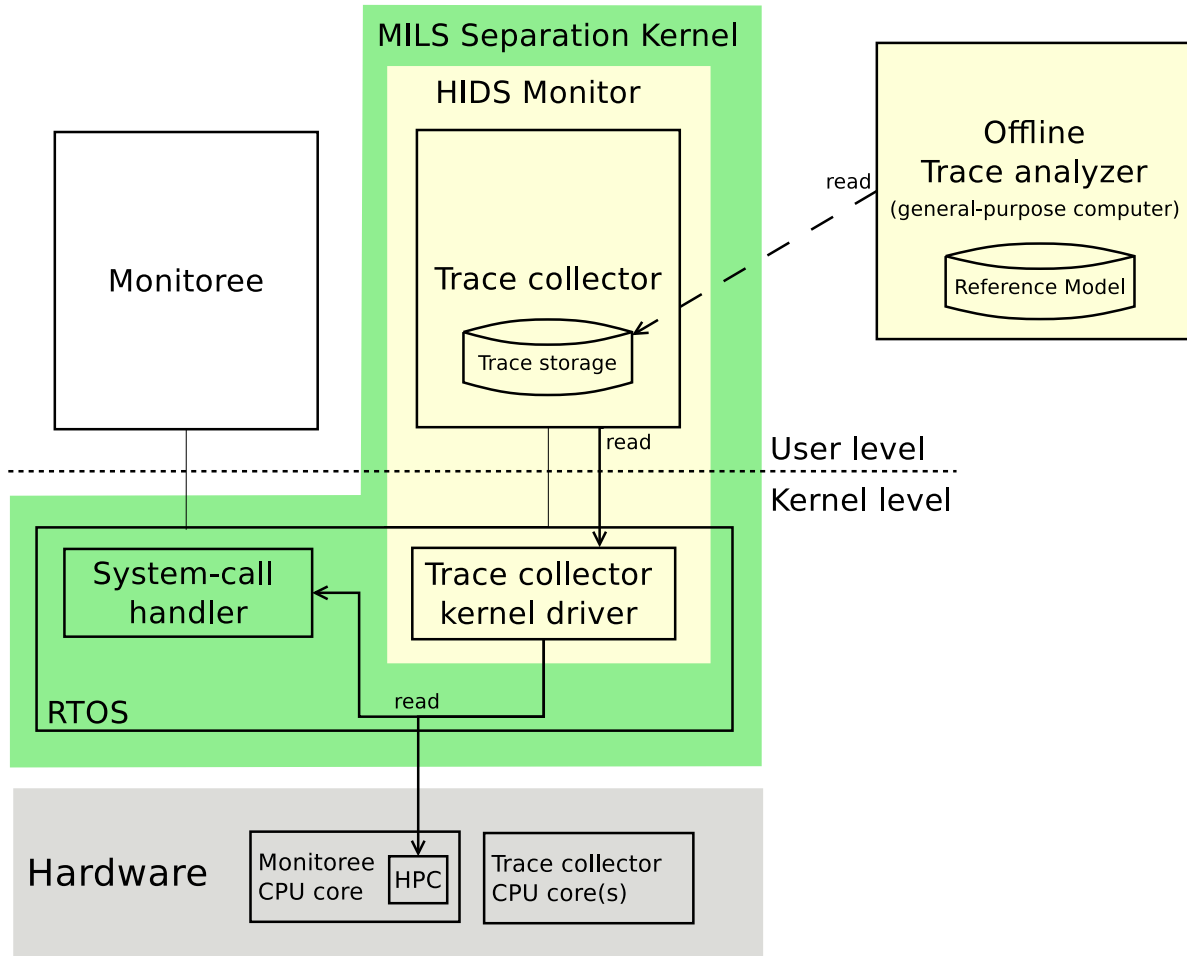 MILS Separation Kernel
HIDS Monitor
Monitoree
Trace collector
Trace storage
read
Offline
Trace analyzer
(general-purpose computer)
Reference Model
read
User level
Kernel level
System-call
handler
Trace collector
kernel driver
read
RTOS
Hardware
Monitoree
CPU core
HPC
Trace collector
CPU core(s)